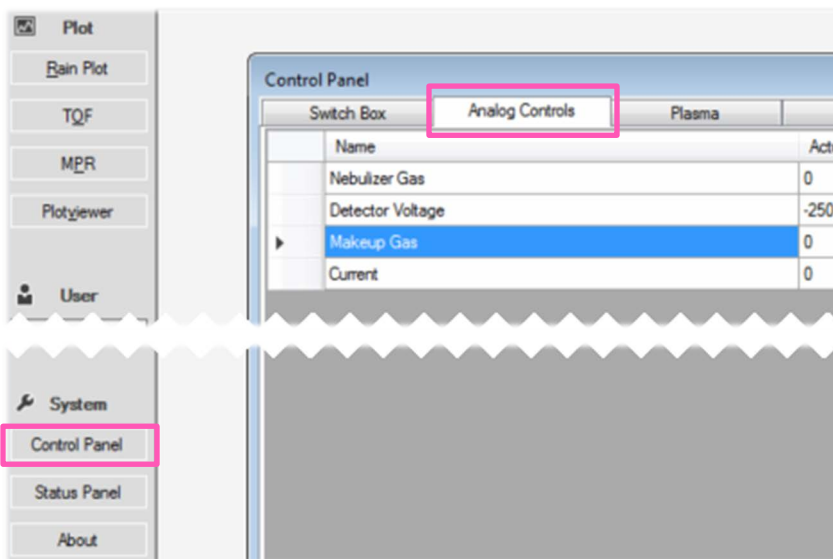 Plot
Rain Plot
TOF
MPR
Plotviewer
User
System
Control Panel
Status Panel
About
Control Panel
Switch Box Analog Controls Plasma
Name
Nebulizer Gas 0
Detector Voltage -250
Makeup Gas 0
Current 0